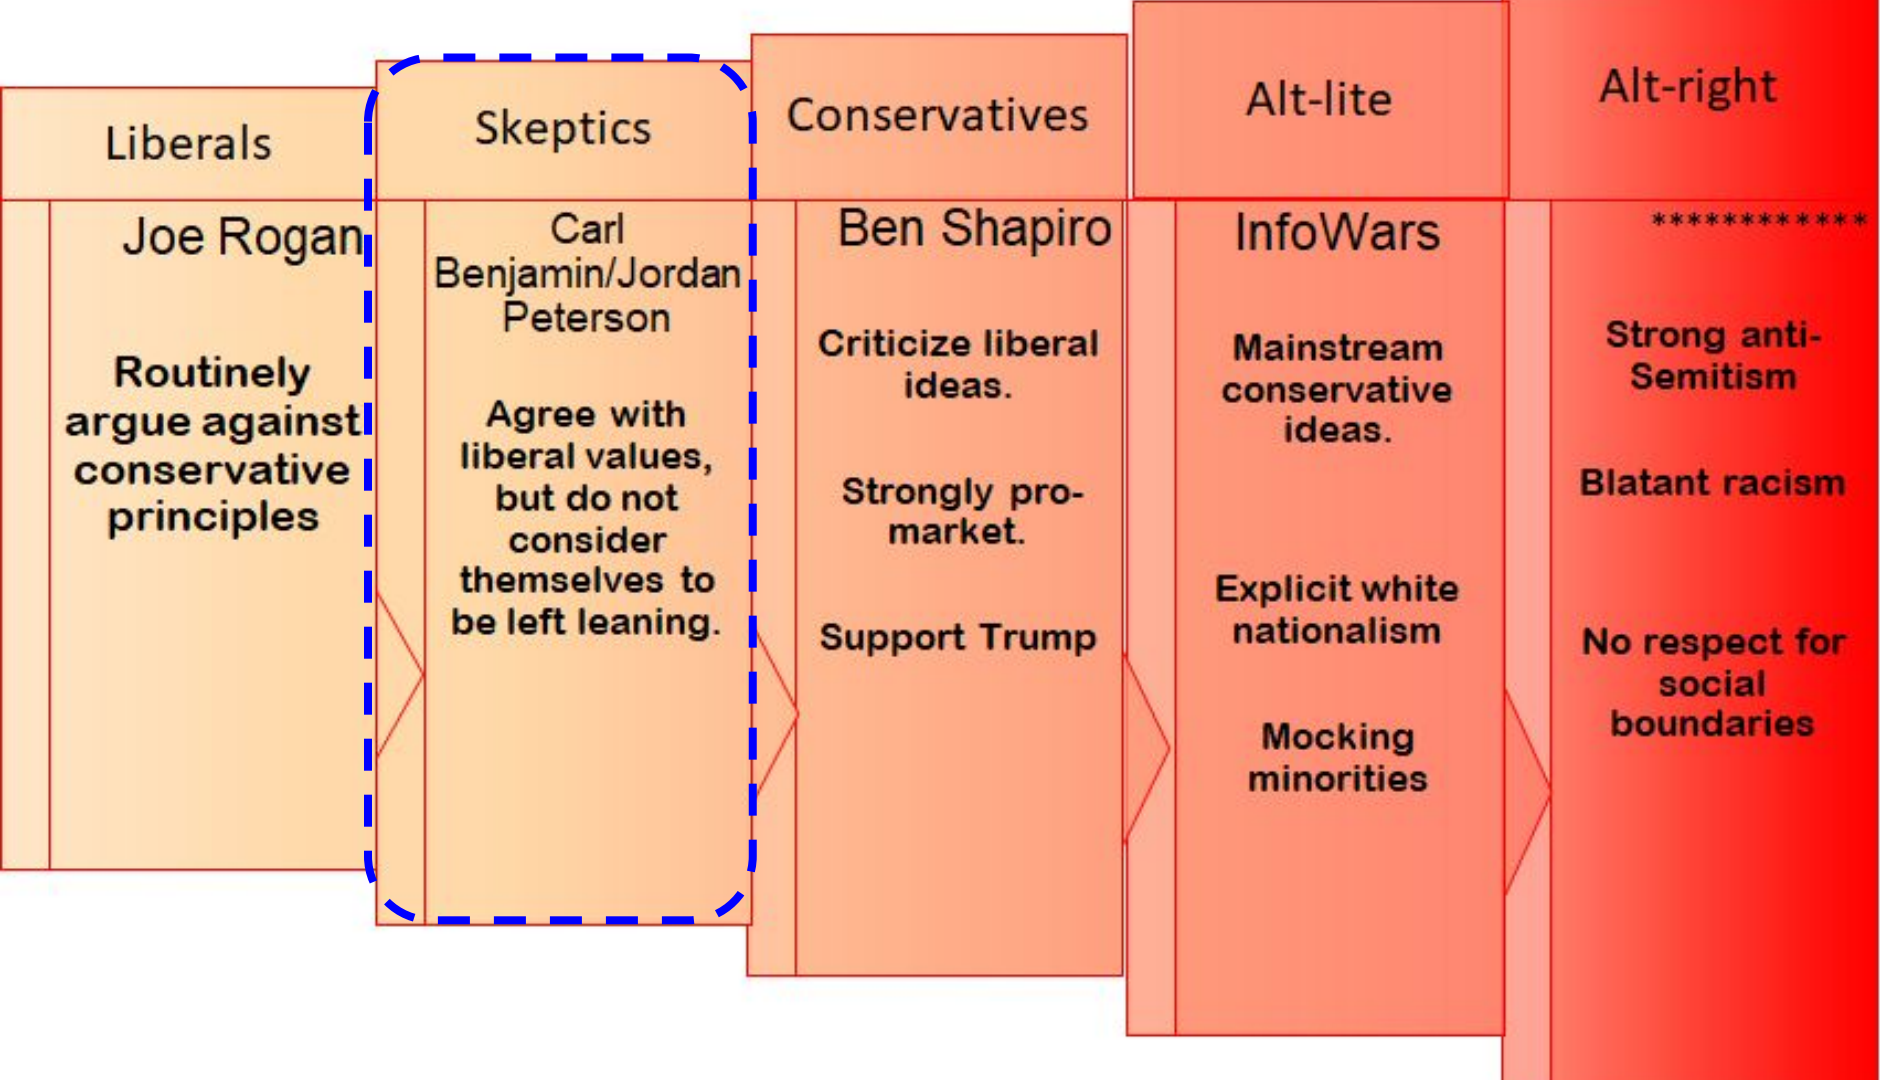 Liberals
Joe Rogan
Routinely
argue against
conservative
principles
Skeptics
Carl
Benjamin/Jordan
Peterson
Agree with
liberal values,
but do not
consider
themselves to
be left leaning.
Conservatives
Ben Shapiro
Criticize liberal
ideas.
Strongly pro-
market.
Support Trump
Alt-lite
InfoWars
Mainstream
conservative
ideas.
Explicit white
nationalism
Mocking
minorities
Alt-right
************
Strong anti-
Semitism
Blatant racism
No respect for
social
boundaries